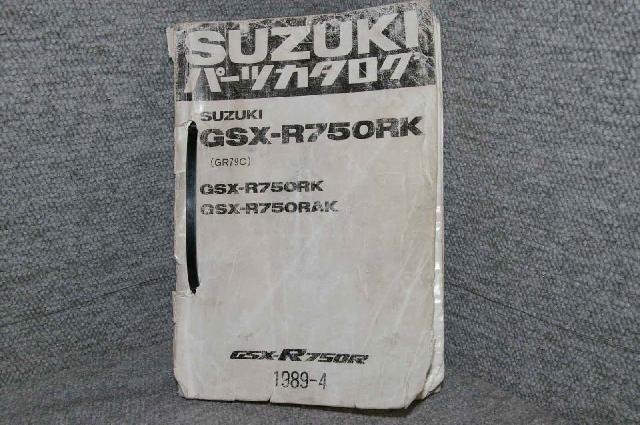 SUZUKI
パーツカタログ
SUZUKI
GSX-R750RK
(GR79C)
GSX-R750RK
GSX-R750RAK
GSX-R750R
1989-4